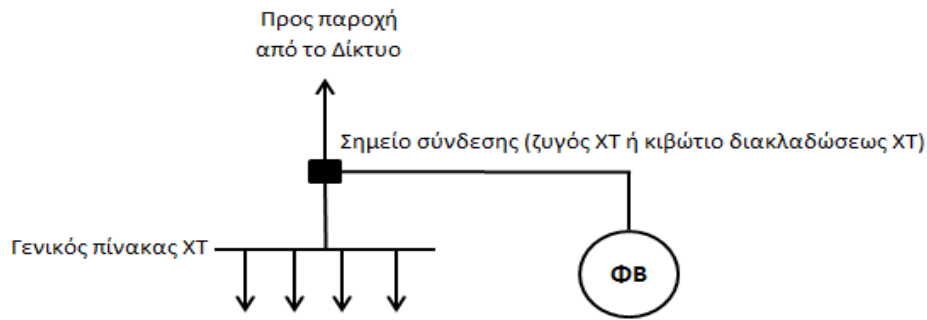 Προς παροχή
από το Δίκτυο
Σημείο σύνδεσης (ζυγός ΧΤ ή κιβώτιο διακλαδώσεως ΧΤ)
Γενικός πίνακας ΧΤ
ΦΒ